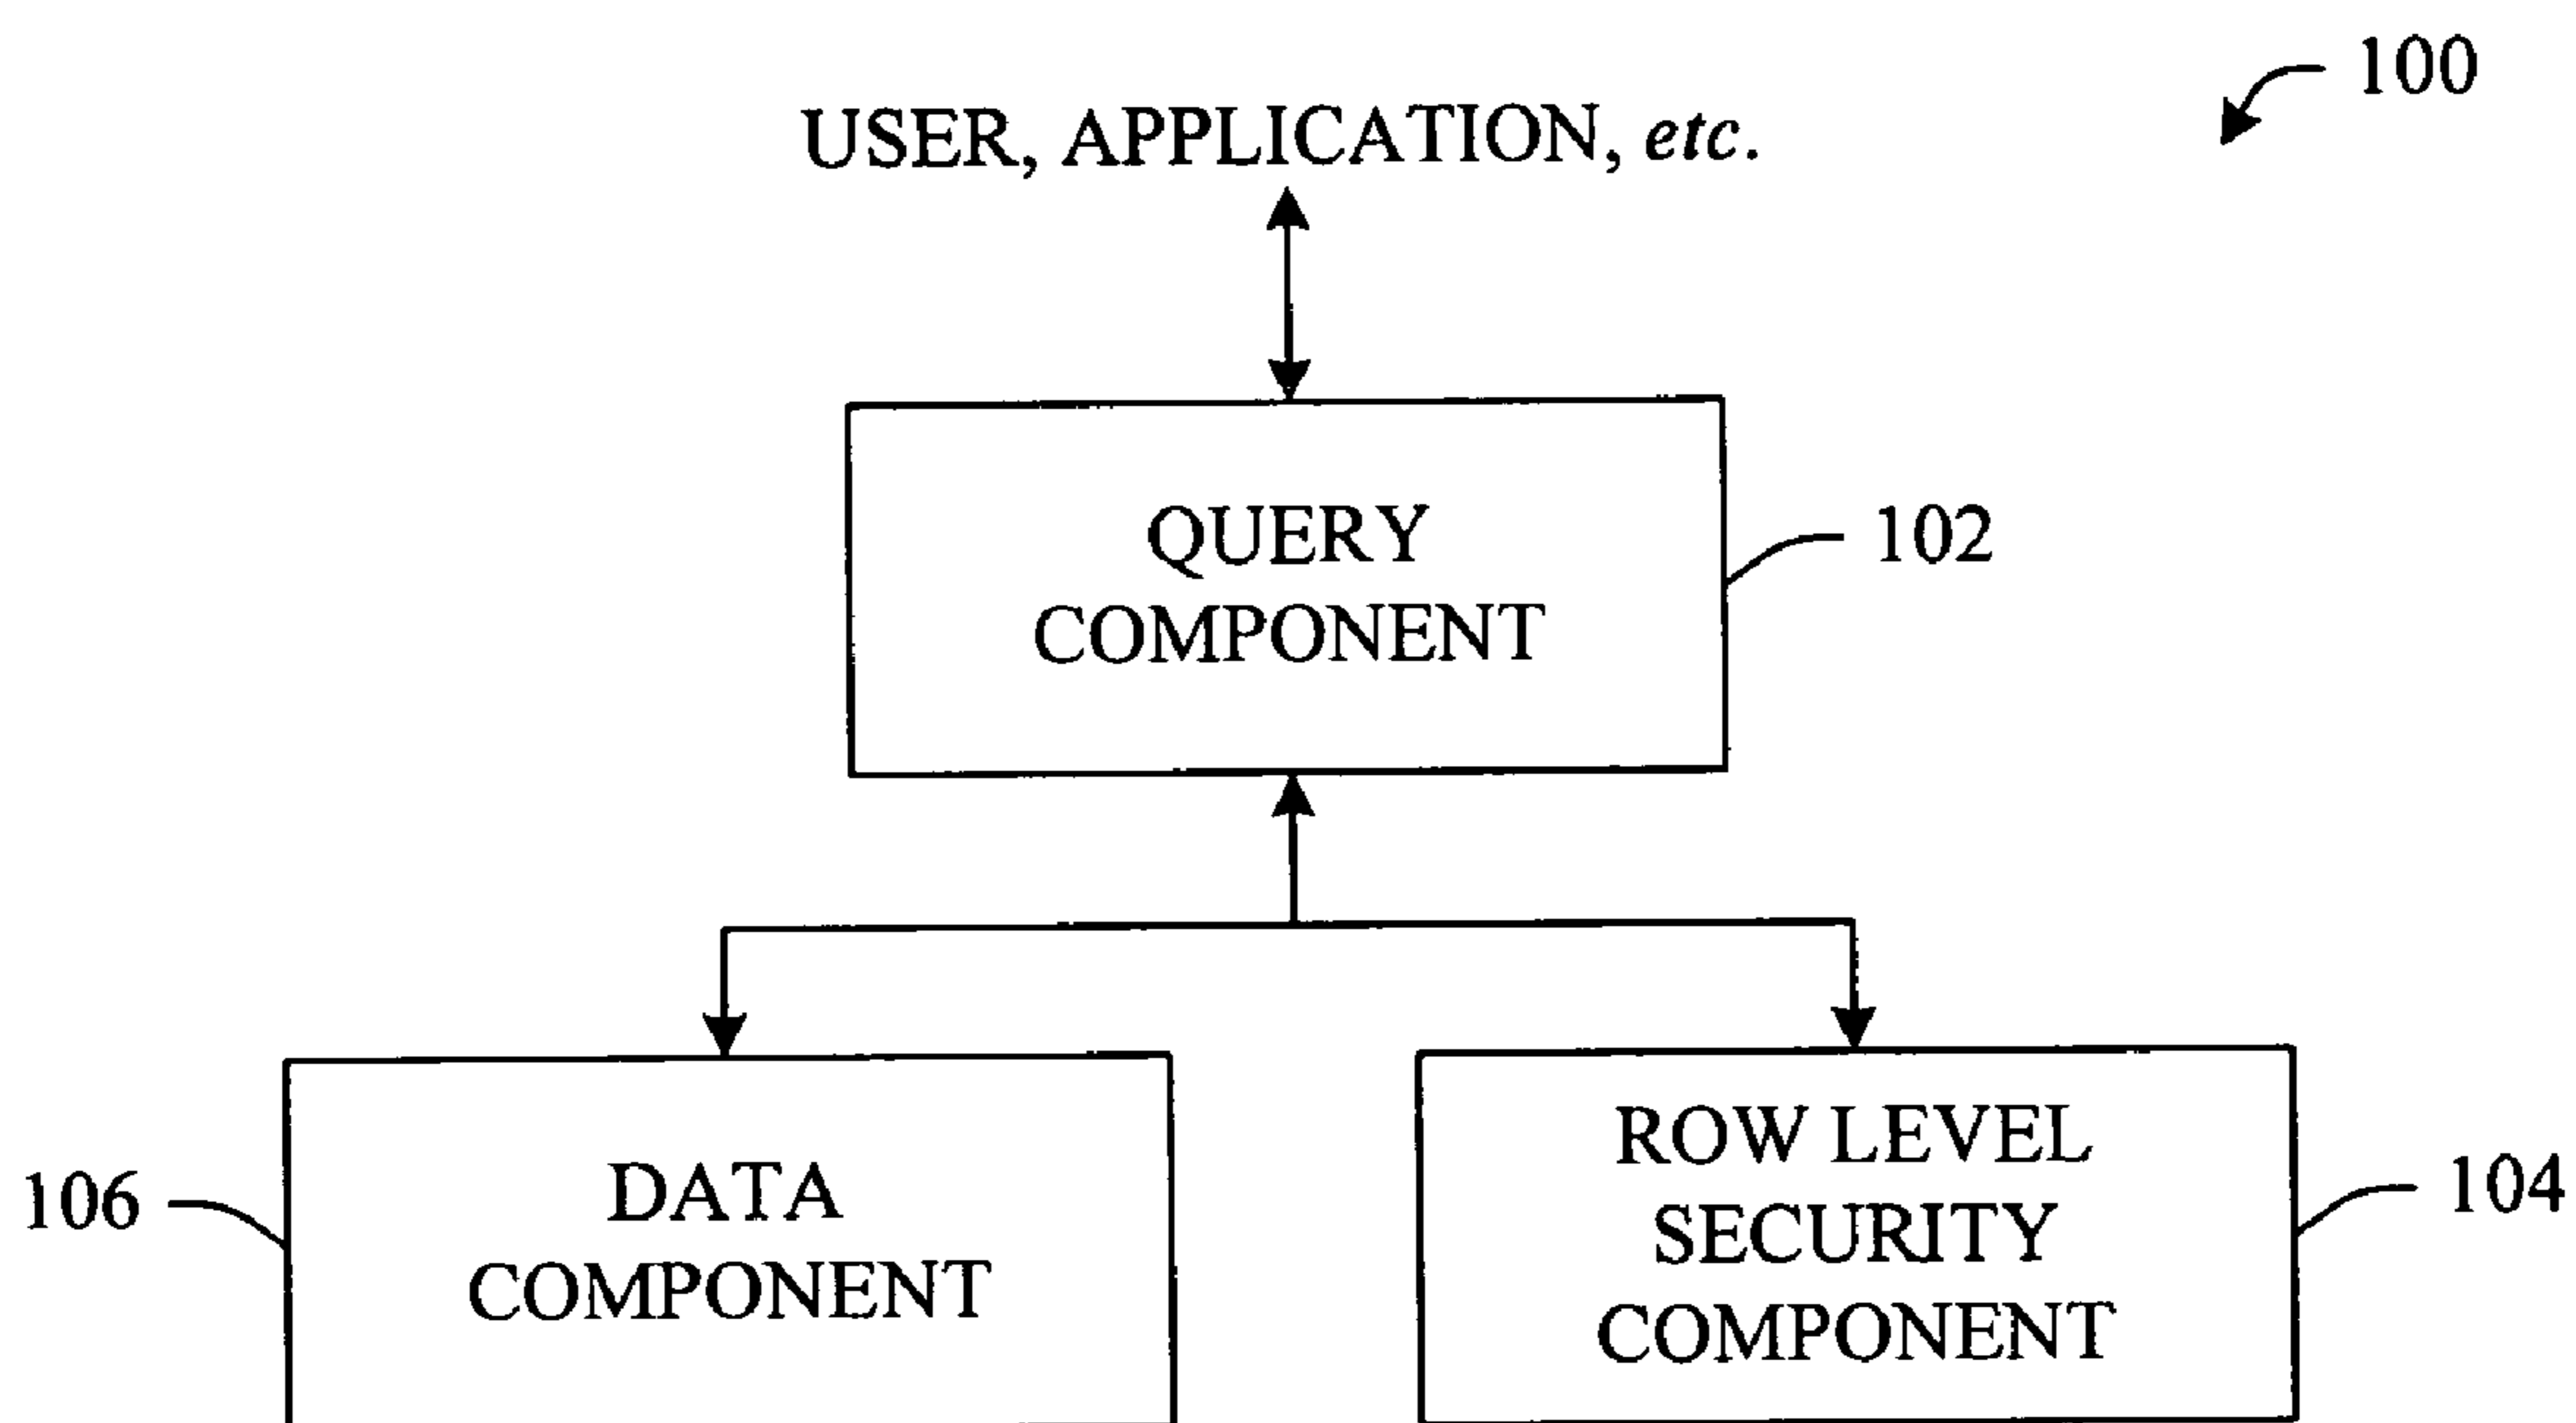 100
USER, APPLICATION, etc.
QUERY
COMPONENT
102
106
DATA
COMPONENT
ROW LEVEL
SECURITY
COMPONENT
104